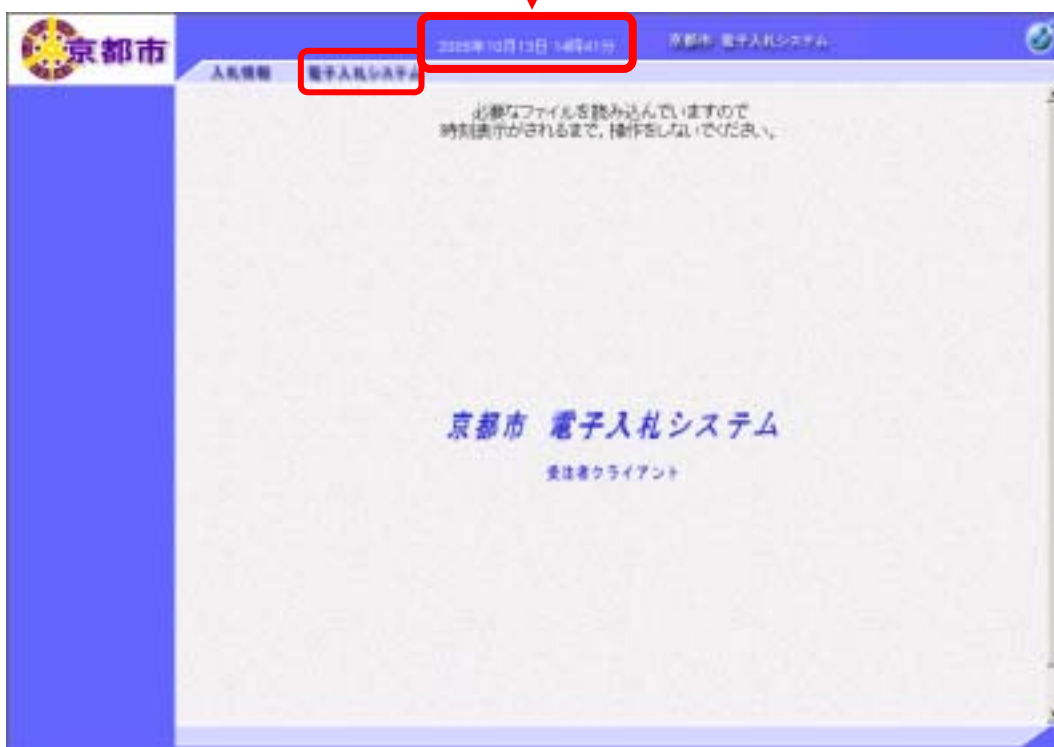 京都市
2005年10月13日 14時41分
京都市 電子入札システム
入札情報 電子入札システム
必要なファイルを読み込んでいますので
時刻表示がされるまで，操作をしないでください。
京都市 電子入札システム
受注者クライアント